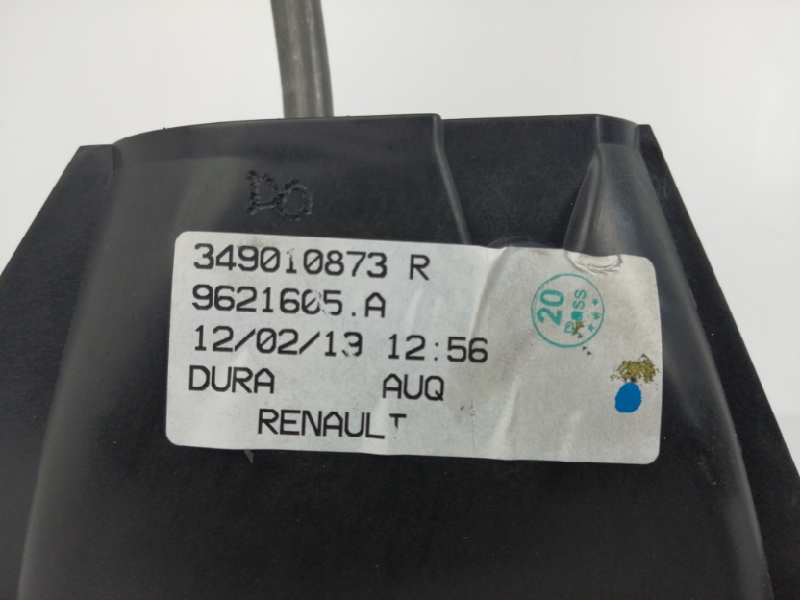 349010873 R
9621605.A
12/02/13 12:56
DURA AUQ
RENAULT
20